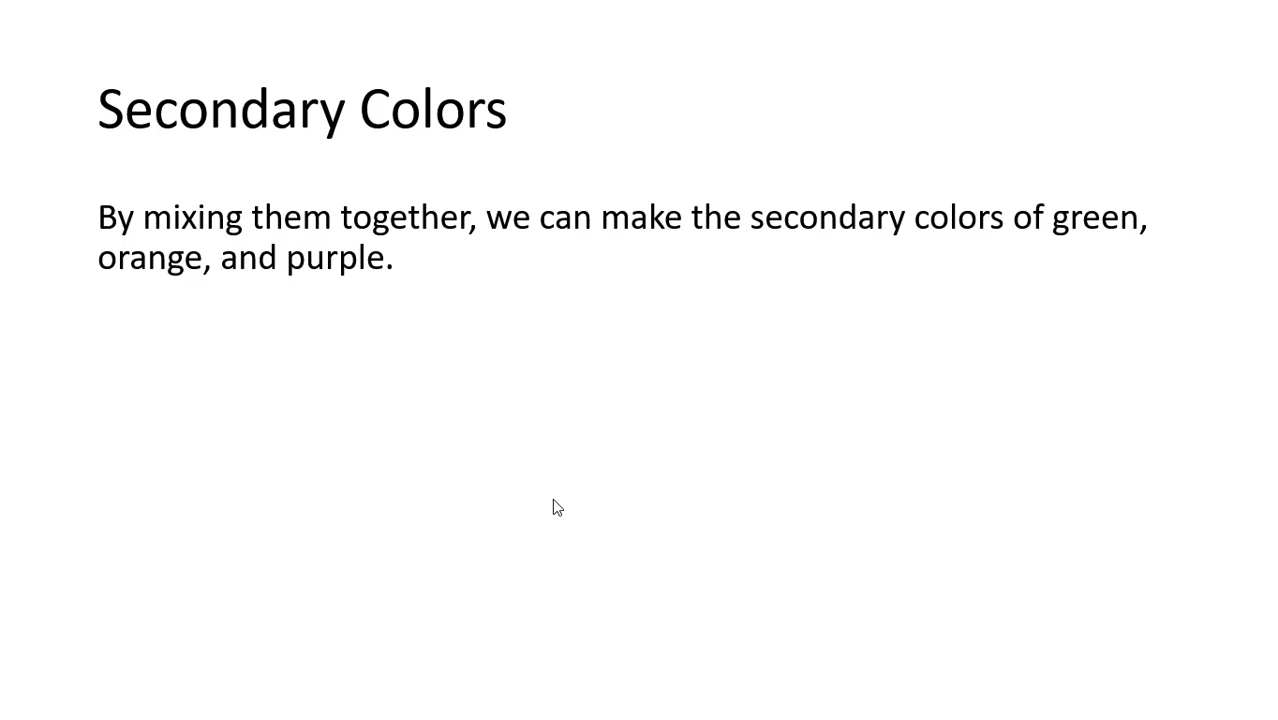 Secondary Colors
By mixing them together, we can make the secondary colors of green,
orange, and purple.